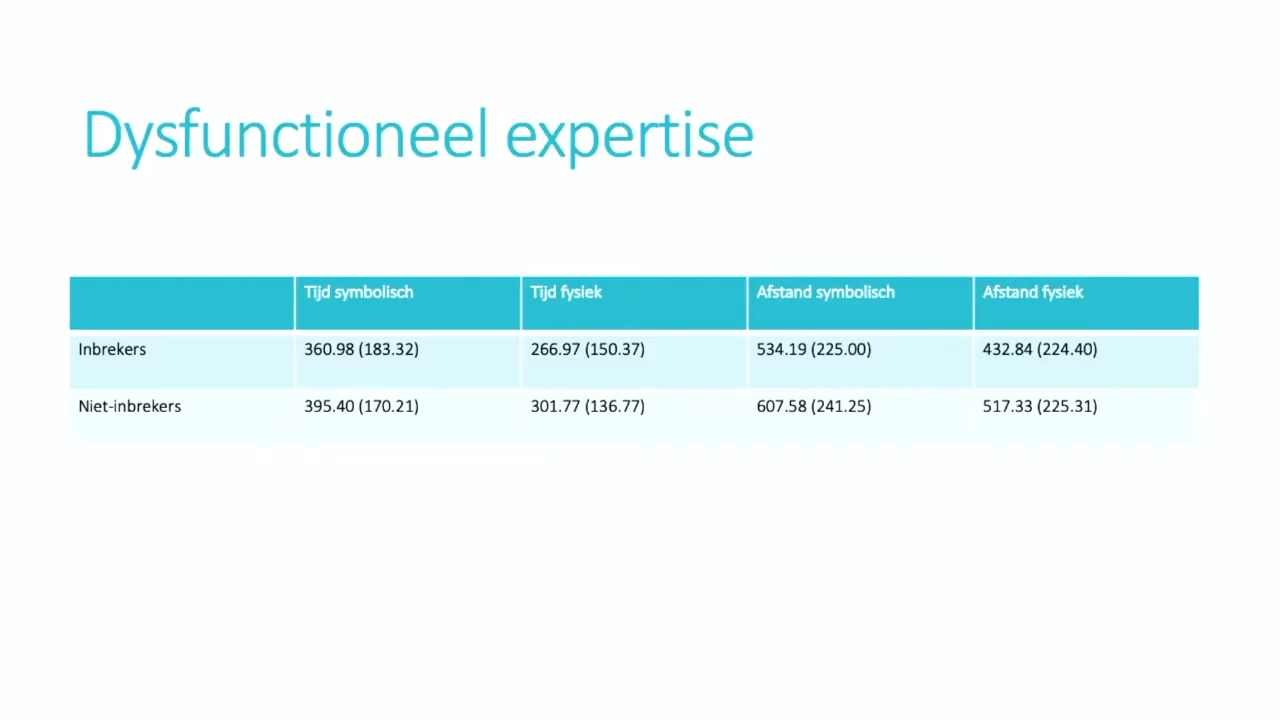 Dysfunctioneel expertise
Tijd symbolisch Tijd fysiek Afstand symbolisch Afstand fysiek
Inbrekers 360.98 (183.32) 266.97 (150.37) 534.19 (225.00) 432.84 (224.40)
Niet-inbrekers 395.40 (170.21) 301.77 (136.77) 607.58 (241.25) 517.33 (225.31)